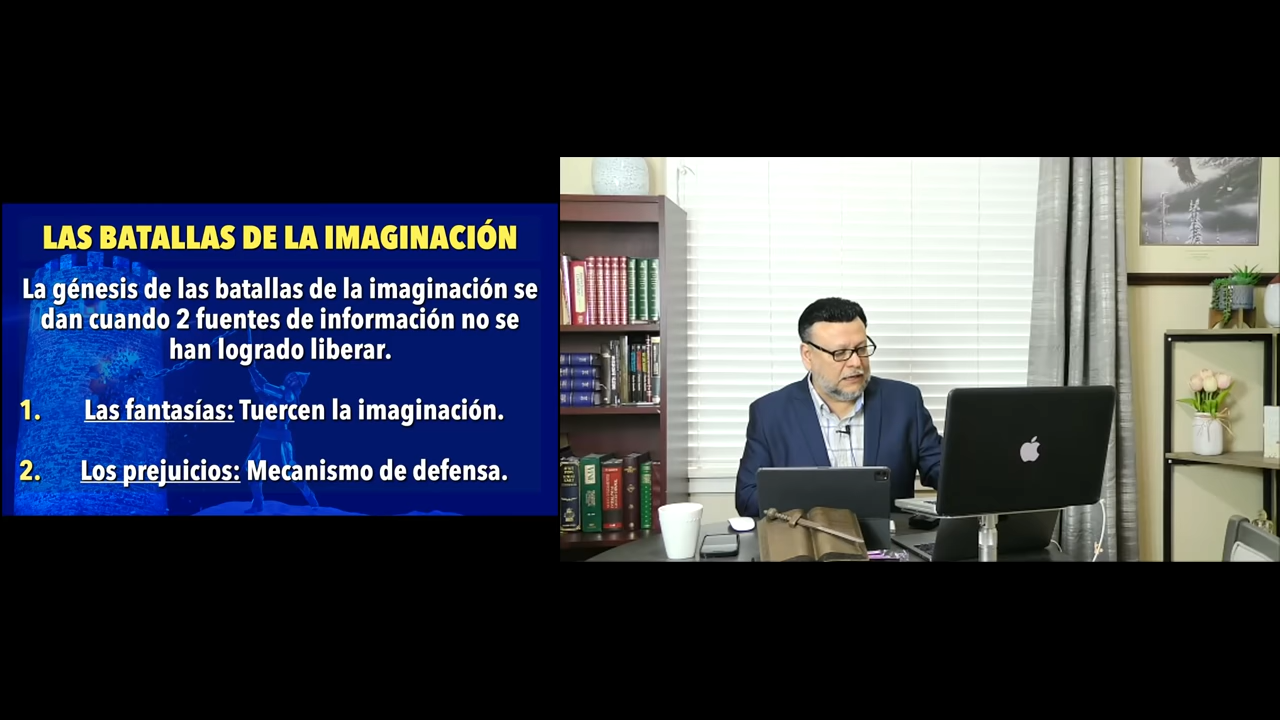 LAS BATALLAS DE LA IMAGINACIÓN
La génesis de las batallas de la imaginación se
dan cuando 2 fuentes de información no se
han logrado liberar.
1. Las fantasías: Tuercen la imaginación.
2. Los prejuicios: Mecanismo de defensa.